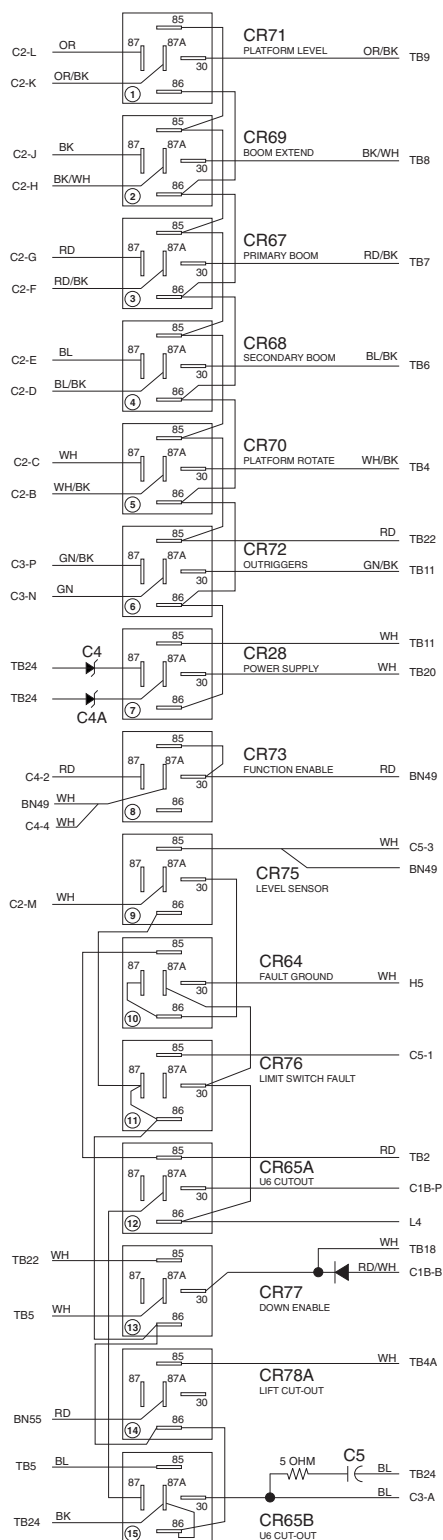 85
CR71
C2-L OR 87 87A PLATFORM LEVEL OR/BK TB9
30
C2-K OR/BK
86
1
85
CR69
C2-J BK 87 87A BOOM EXTEND BK/WH TB8
30
C2-H BK/WH
86
2
85
CR67
C2-G RD 87 87A PRIMARY BOOM RD/BK TB7
30
C2-F RD/BK
86
3
85
CR68
C2-E BL 87 87A SECONDARY BOOM BL/BK TB6
30
C2-D BL/BK
86
4
85
CR70
C2-C WH 87 87A PLATFORM ROTATE WH/BK TB4
30
C2-B WH/BK
86
5
85 RD TB22
CR72
C3-P GN/BK 87 87A OUTRIGGERS GN/BK TB11
30
C3-N GN
86
6
85 WH TB11
C4 CR28
TB24 87 87A POWER SUPPLY WH TB20
30
TB24
C4A
86
7
85
CR73
C4-2 RD 87 87A FUNCTION ENABLE RD BN49
30
BN49 WH
C4-4 WH
86
8
85 WH C5-3
CR75
87 87A LEVEL SENSOR BN49
30
C2-M WH
86
9
85
CR64
87 87A FAULT GROUND WH H5
30
86
10
85 C5-1
CR76
87 87A LIMIT SWITCH FAULT
30
86
11
85 RD TB2
CR65A
87 87A U6 CUTOUT C1B-P
30
86 L4
12
WH TB18
TB22 WH 85
RD/WH C1B-B
CR77
87 87A DOWN ENABLE
30
TB5 WH
86
13
85 WH TB4A
CR78A
87 87A LIFT CUT-OUT
30
BN55 RD
86
14
TB5 BL 85 5 OHM C5 BL TB24
87 87A BL C3-A
30
CR65B
TB24 BK U6 CUT-OUT
86
15